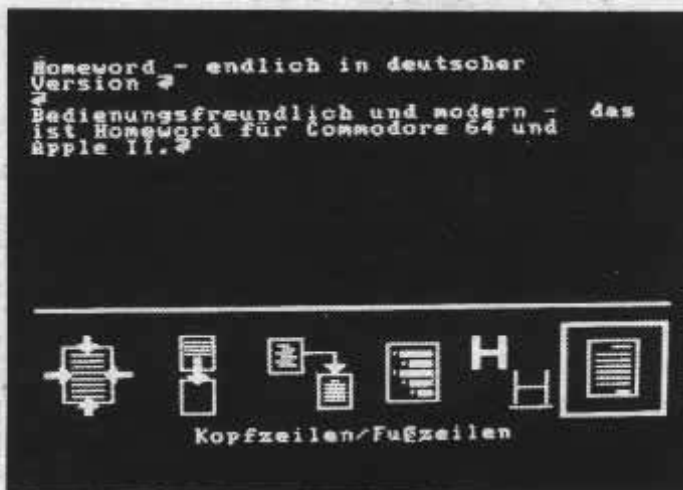 Homeword - endlich in deutscher
Version
Bedienungsfreundlich und modern - das
ist Homeword für Commodore 64 und
Apple II.
Kopfzeilen/Fußzeilen